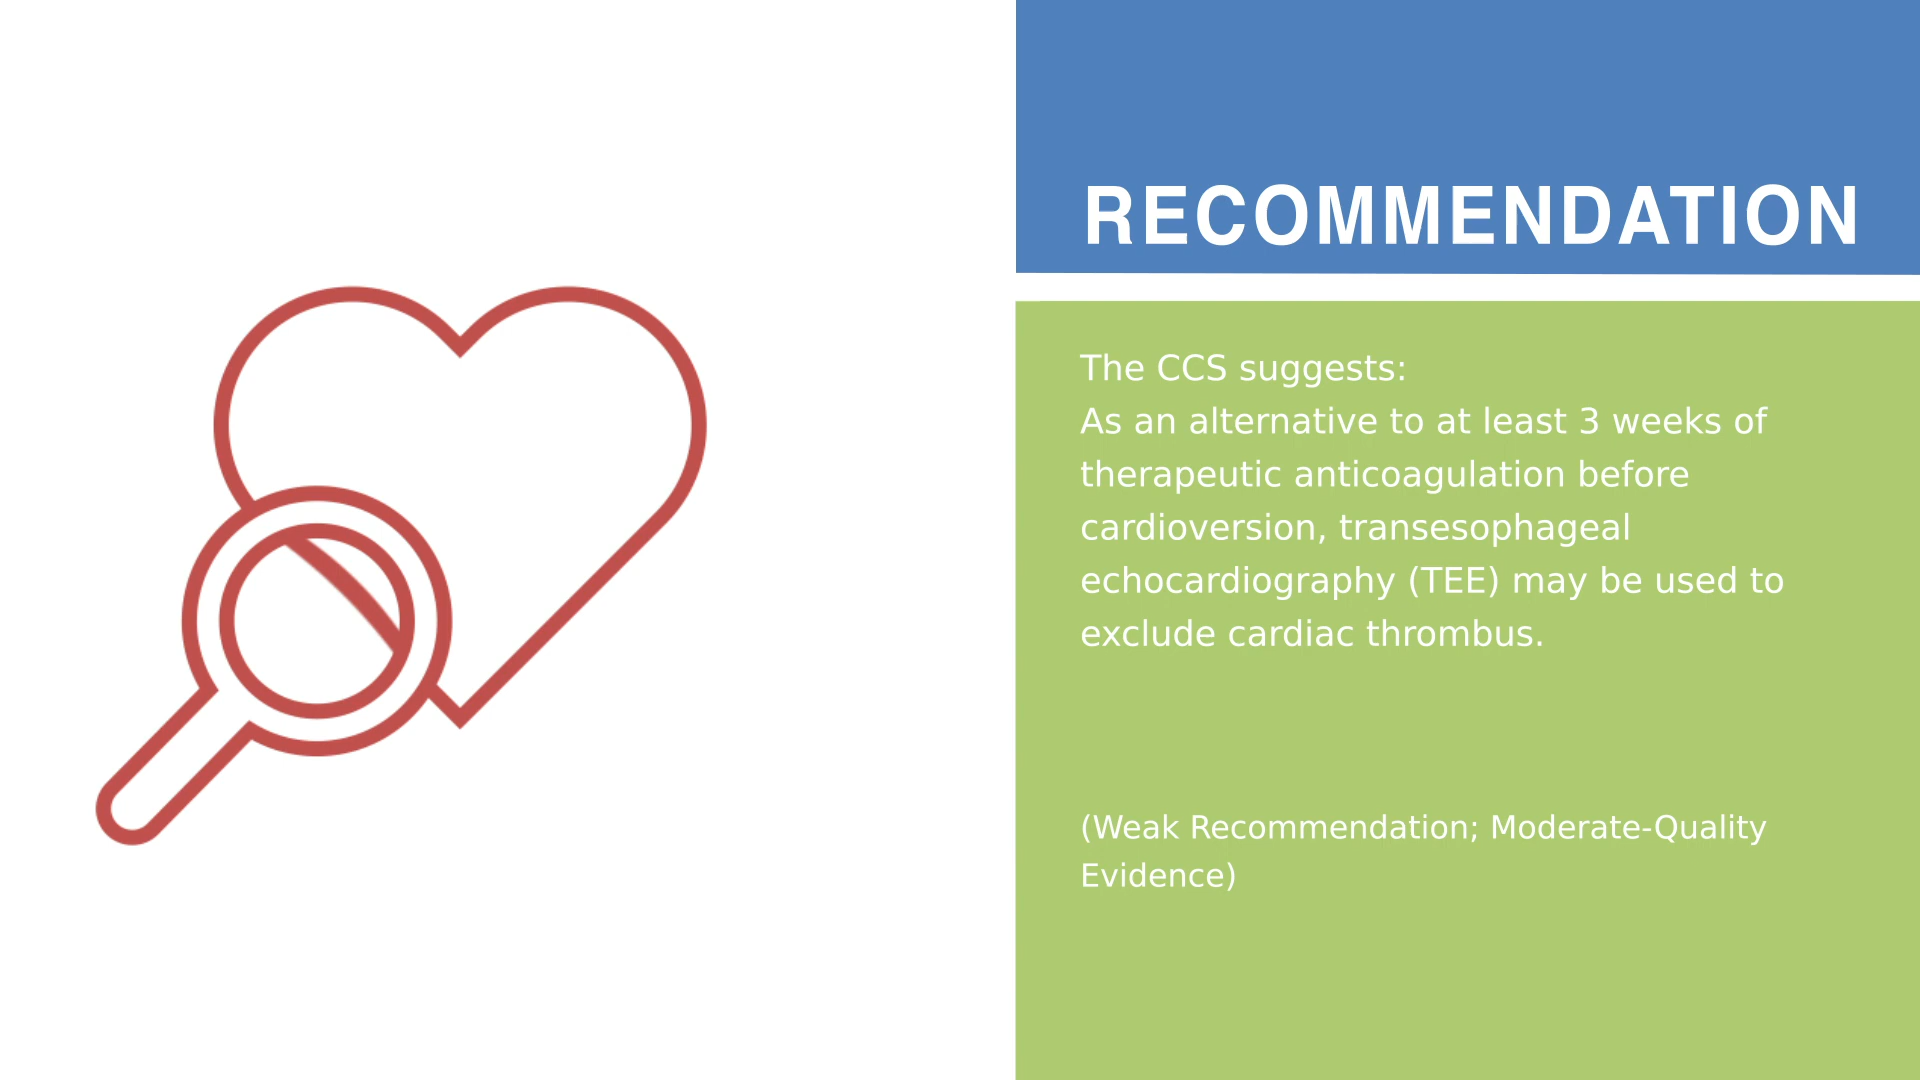 RECOMMENDATION
The CCS suggests:
As an alternative to at least 3 weeks of
therapeutic anticoagulation before
cardioversion, transesophageal
echocardiography (TEE) may be used to
exclude cardiac thrombus.
(Weak Recommendation; Moderate-Quality
Evidence)